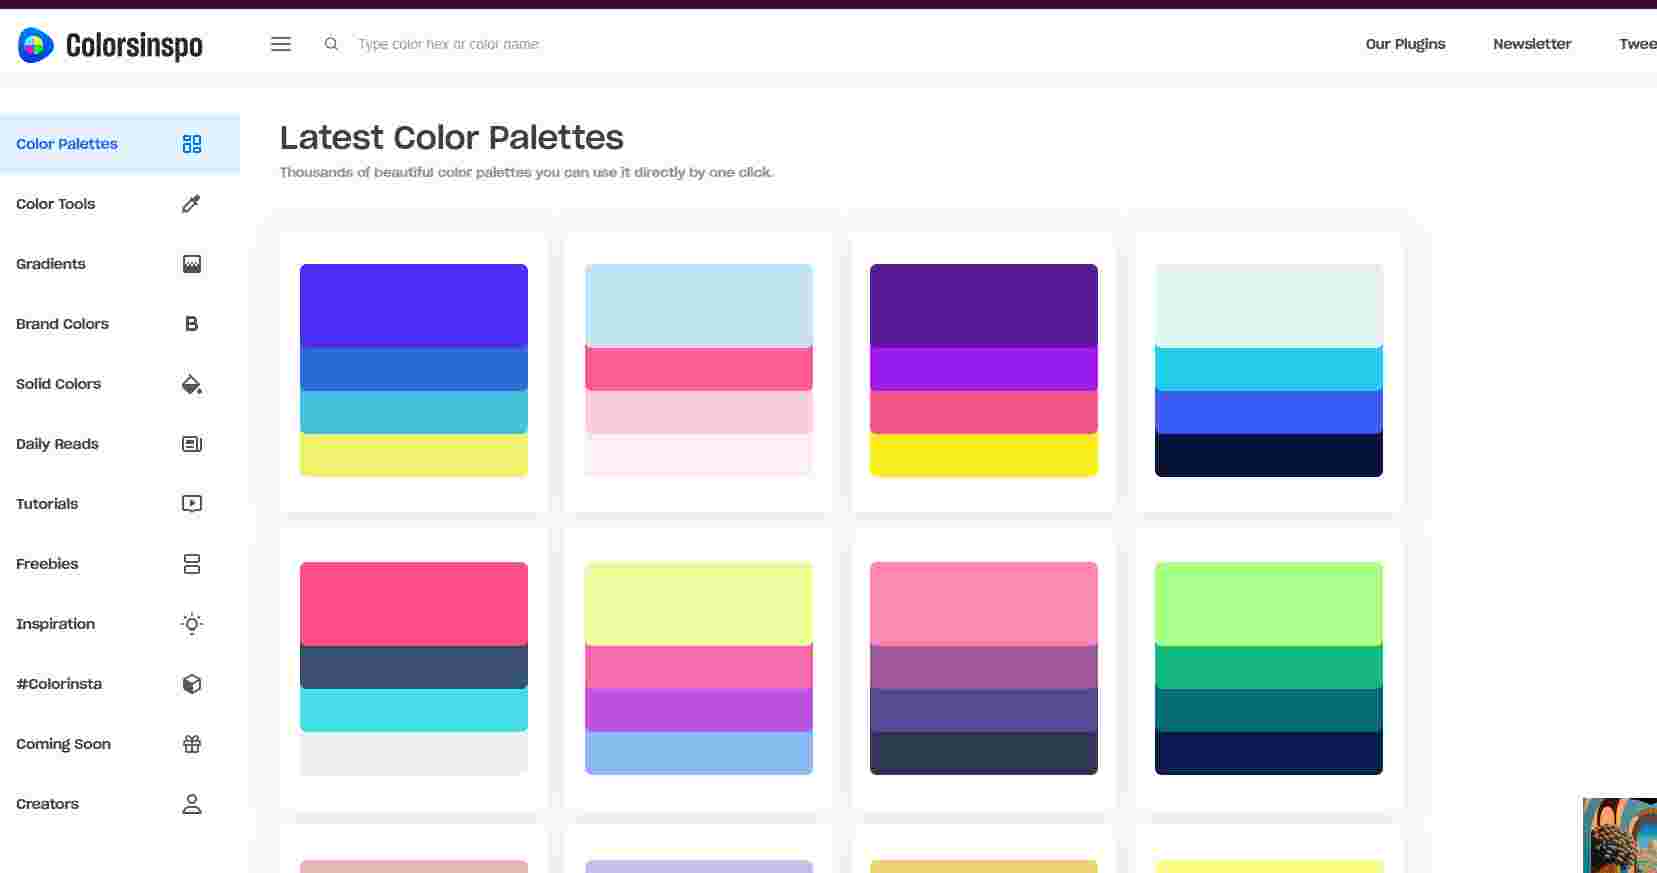 Colorsinspo
Type color hex or color name
Our Plugins
Newsletter
Twee
Color Palettes
Color Tools
Gradients
Brand Colors
B
Solid Colors
Daily Reads
Tutorials
Freebies
Inspiration
#Colorinsta
Coming Soon
Creators
Latest Color Palettes
Thousands of beautiful color palettes you can use it directly by one click.